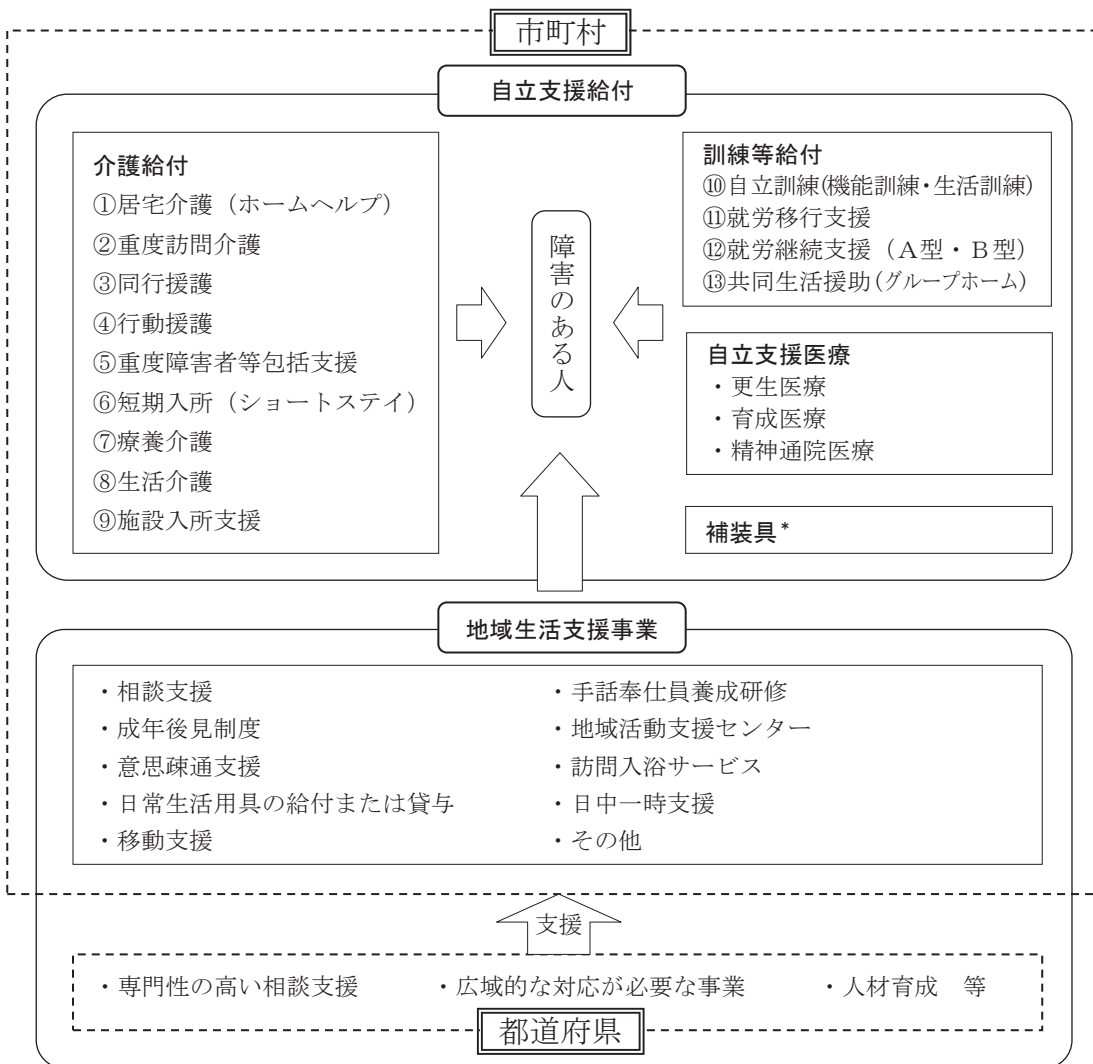 市町村
自立支援給付
介護給付
①居宅介護（ホームヘルプ）
②重度訪問介護
③同行援護
④行動援護
⑤重度障害者等包括支援
⑥短期入所（ショートステイ）
⑦療養介護
⑧生活介護
⑨施設入所支援
障害のある人
訓練等給付
⑩自立訓練(機能訓練・生活訓練)
⑪就労移行支援
⑫就労継続支援（Ａ型・Ｂ型）
⑬共同生活援助(グループホーム)
自立支援医療
・更生医療
・育成医療
・精神通院医療
補装具*
地域生活支援事業
・相談支援
・成年後見制度
・意思疎通支援
・日常生活用具の給付または貸与
・移動支援
・手話奉仕員養成研修
・地域活動支援センター
・訪問入浴サービス
・日中一時支援
・その他
支援
・専門性の高い相談支援　・広域的な対応が必要な事業　・人材育成　等
都道府県